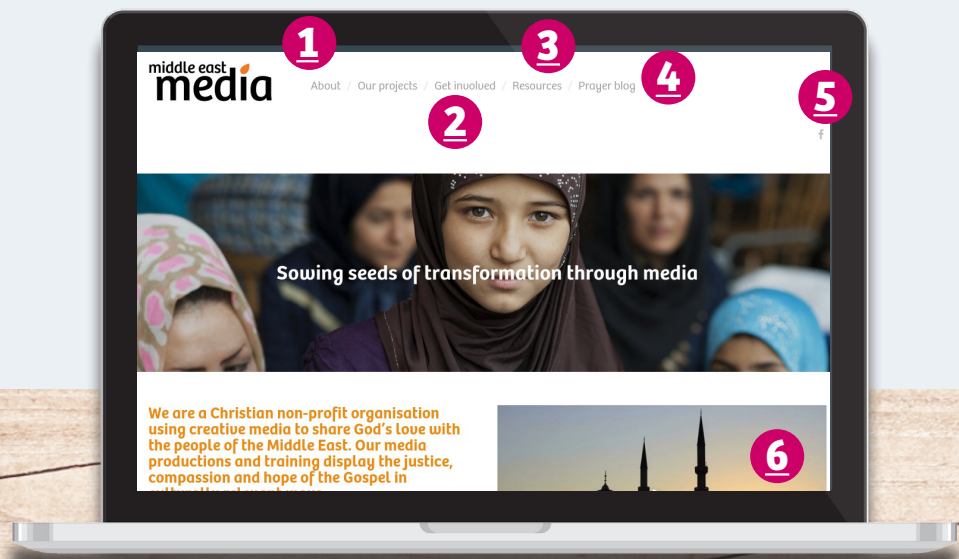 1
3
middle east
media
4
About / Our projects / Get involved / Resources / Prayer blog
5
2
f
Sowing seeds of transformation through media
We are a Christian non-profit organisation
using creative media to share God's love with
the people of the Middle East. Our media
productions and training display the justice,
compassion and hope of the Gospel in
6